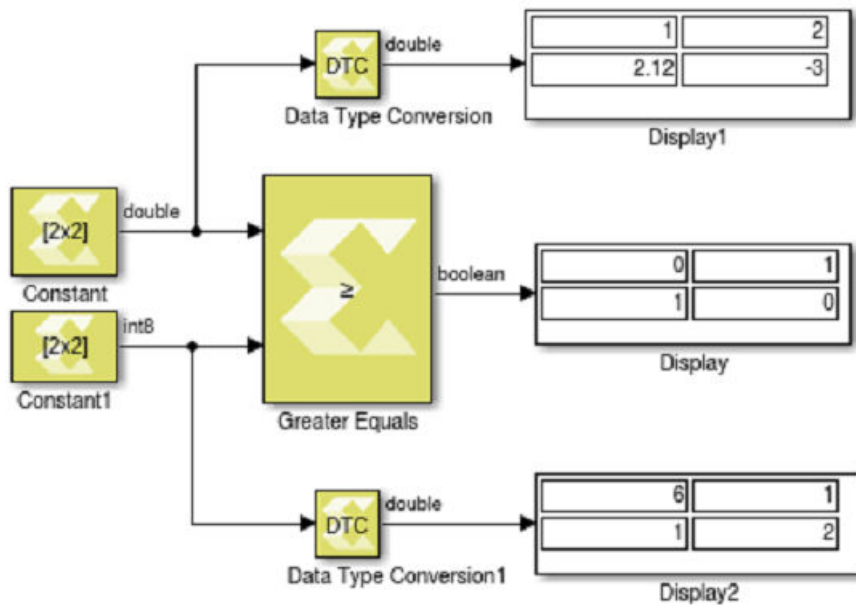 double
DTC
Data Type Conversion
1 2
2.12 -3
Display1
[2x2]
double
Constant
[2x2]
int8
Constant1
≥
Greater Equals
boolean
0 1
1 0
Display
DTC
double
Data Type Conversion1
6 1
1 2
Display2